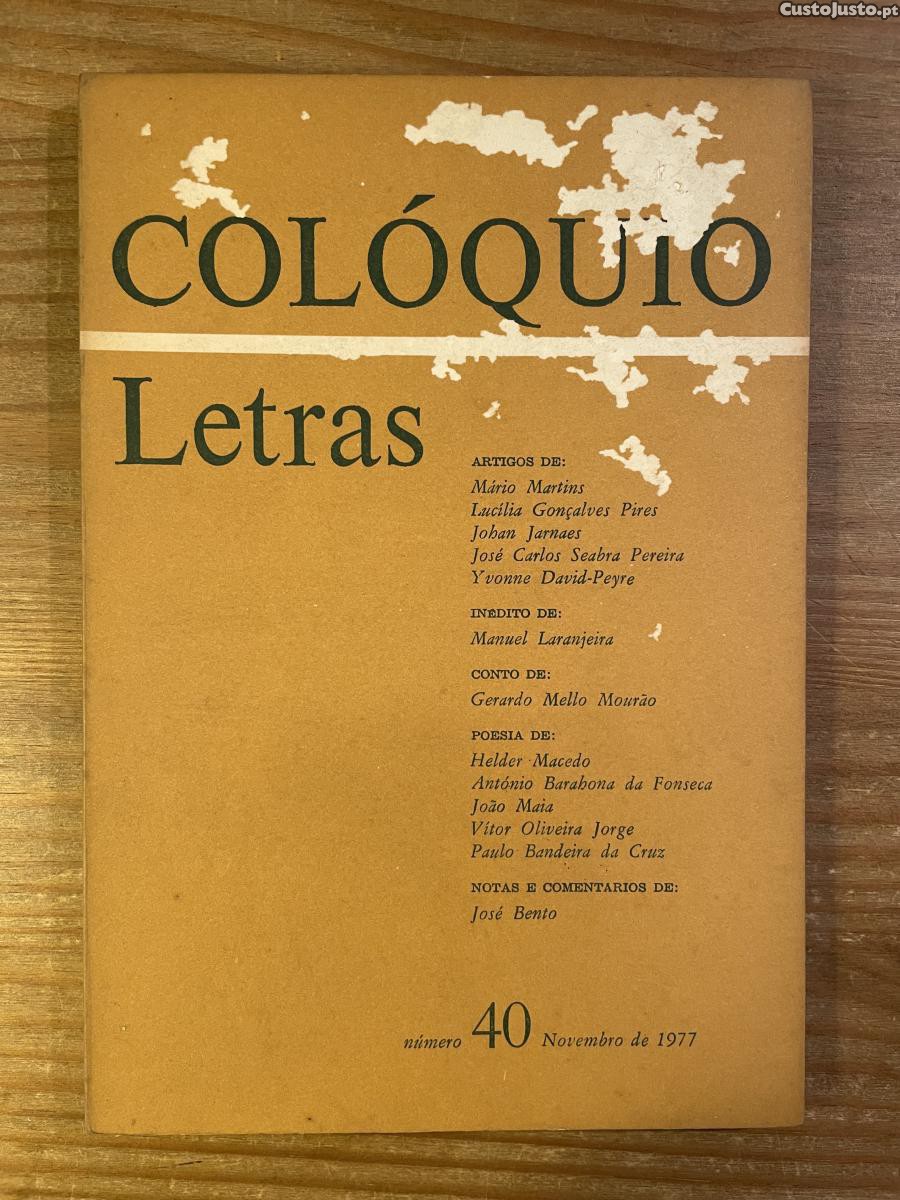 CustoJusto.pt
COLÓQUIO
Letras
ARTIGOS DE:
Mário Martins
Lucília Gonçalves Pires
Johan Jarnaes
José Carlos Seabra Pereira
Yvonne David-Peyre
INÉDITO DE:
Manuel Laranjeira
CONTO DE:
Gerardo Mello Mourão
POESIA DE:
Helder Macedo
António Barahona da Fonseca
João Maia
Vítor Oliveira Jorge
Paulo Bandeira da Cruz
NOTAS E COMENTARIOS DE:
José Bento
número 40 Novembro de 1977